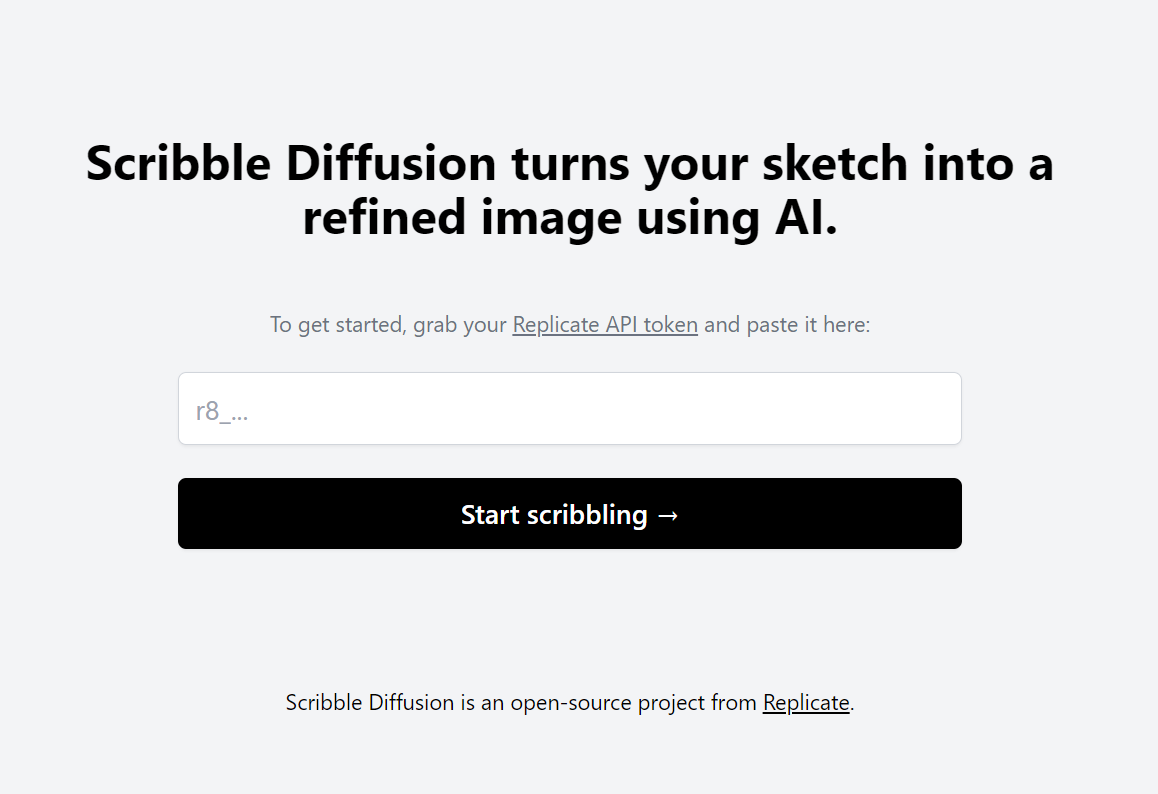 Scribble Diffusion turns your sketch into a
refined image using AI.
To get started, grab your Replicate API token and paste it here:
r8_...
Start scribbling →
Scribble Diffusion is an open-source project from Replicate.